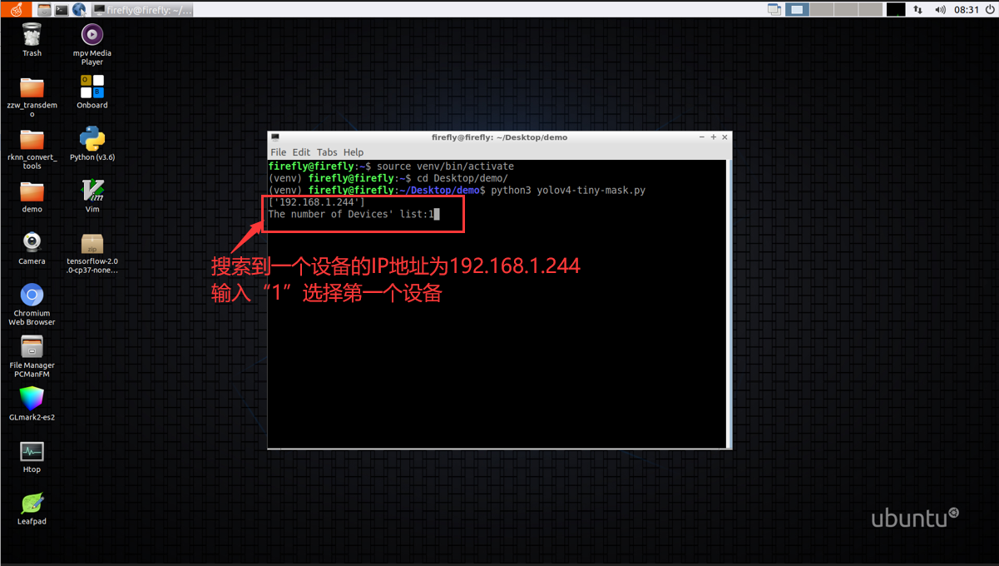 firefly@firefly: ~/...
08:31
Trash
mpv Media
Player
zzw_transdem
o
Onboard
rknn_convert_
tools
Python (v3.6)
demo
Vim
Camera
zip
tensorflow-2.0
.0-cp37-none...
Chromium
Web Browser
File Manager
PCManFM
GLmark2-es2
Htop
Leafpad
firefly@firefly: ~/Desktop/demo
File Edit Tabs Help
firefly@firefly:~$ source venv/bin/activate
(venv) firefly@firefly:~$ cd Desktop/demo/
(venv) firefly@firefly:~/Desktop/demo$ python3 yolov4-tiny-mask.py
['192.168.1.244']
The number of Devices' list:1
搜索到一个设备的IP地址为192.168.1.244
输入“1”选择第一个设备
ubuntu